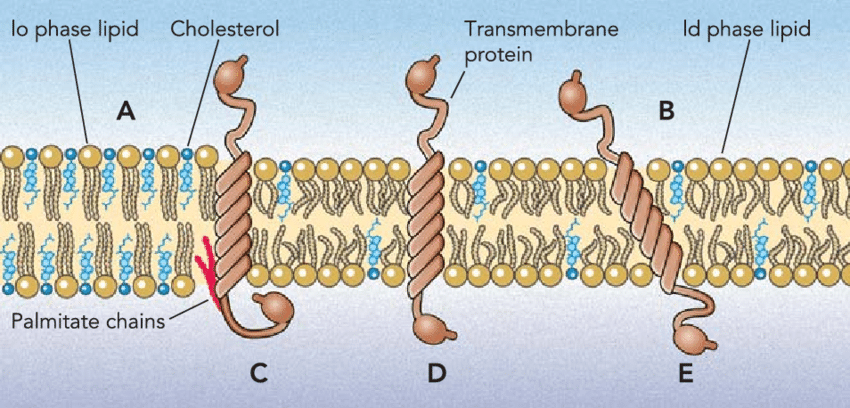 lo phase lipid
Cholesterol
Transmembrane
protein
ld phase lipid
A
B
Palmitate chains
C
D
E